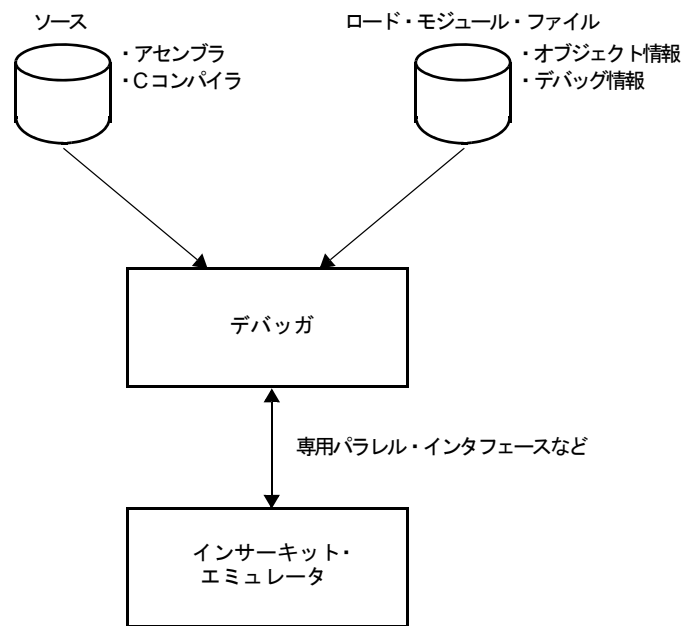 ソース
・アセンブラ
・Cコンパイラ
ロード・モジュール・ファイル
・オブジェクト情報
・デバッグ情報
デバッガ
専用パラレル・インタフェースなど
インサーキット・
エミュレータ